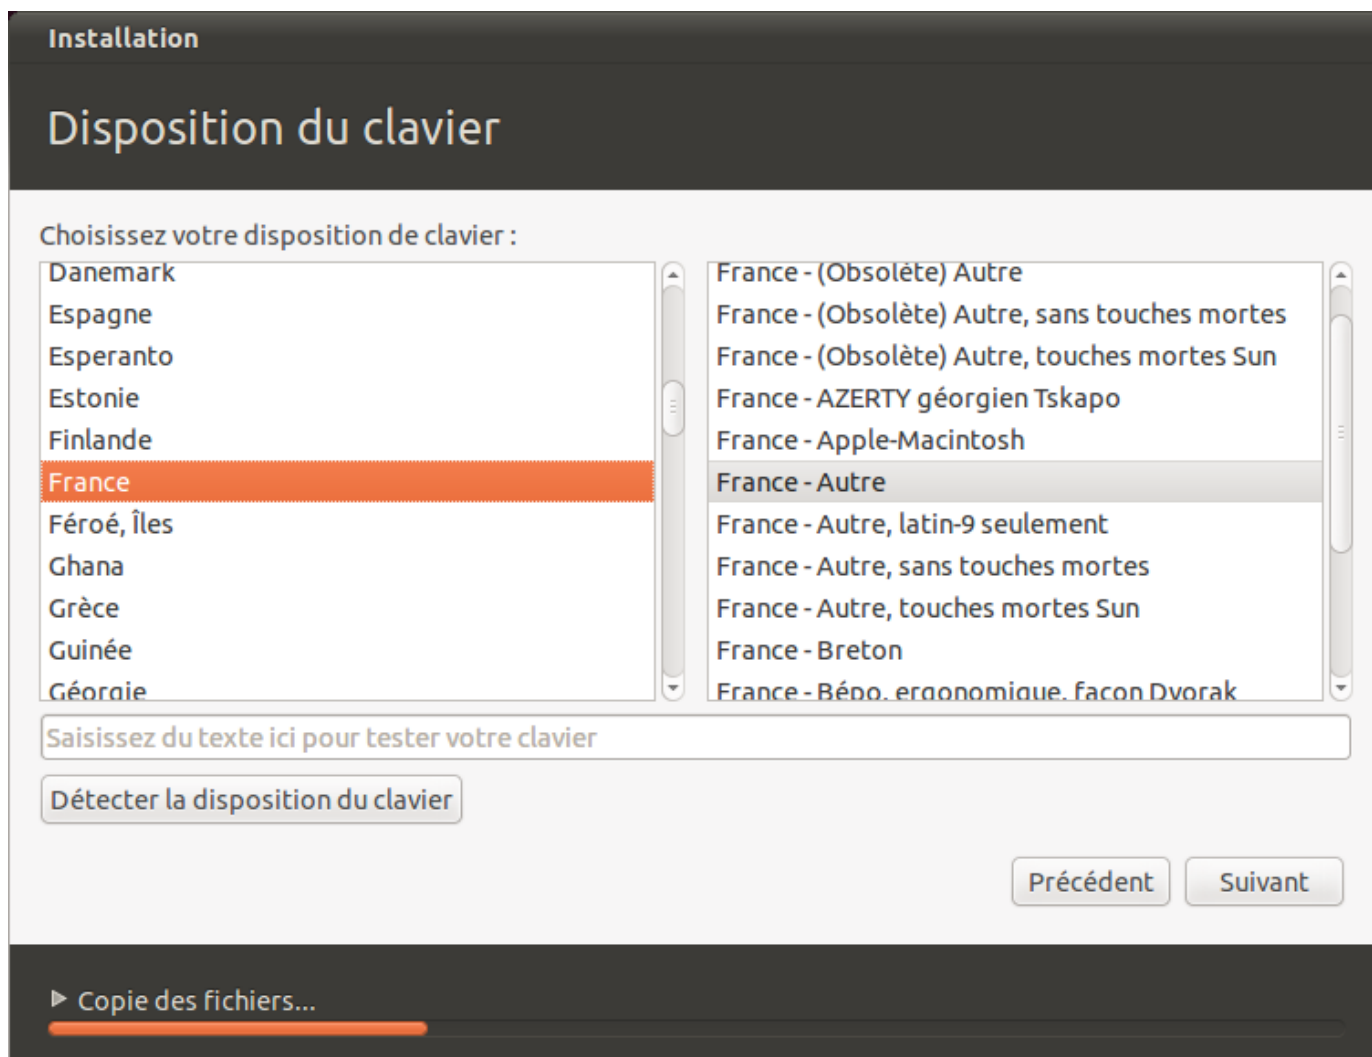 Installation
Disposition du clavier
Choisissez votre disposition de clavier :
Danemark
Espagne
Esperanto
Estonie
Finlande
France
Féroé, Îles
Ghana
Grèce
Guinée
Géorgie
France - (Obsolète) Autre
France - (Obsolète) Autre, sans touches mortes
France - (Obsolète) Autre, touches mortes Sun
France - AZERTY géorgien Tskapo
France - Apple-Macintosh
France - Autre
France - Autre, latin-9 seulement
France - Autre, sans touches mortes
France - Autre, touches mortes Sun
France - Breton
France - Bépo, ergonomique, façon Dvorak
Saisissez du texte ici pour tester votre clavier
Détecter la disposition du clavier
Précédent
Suivant
Copie des fichiers...